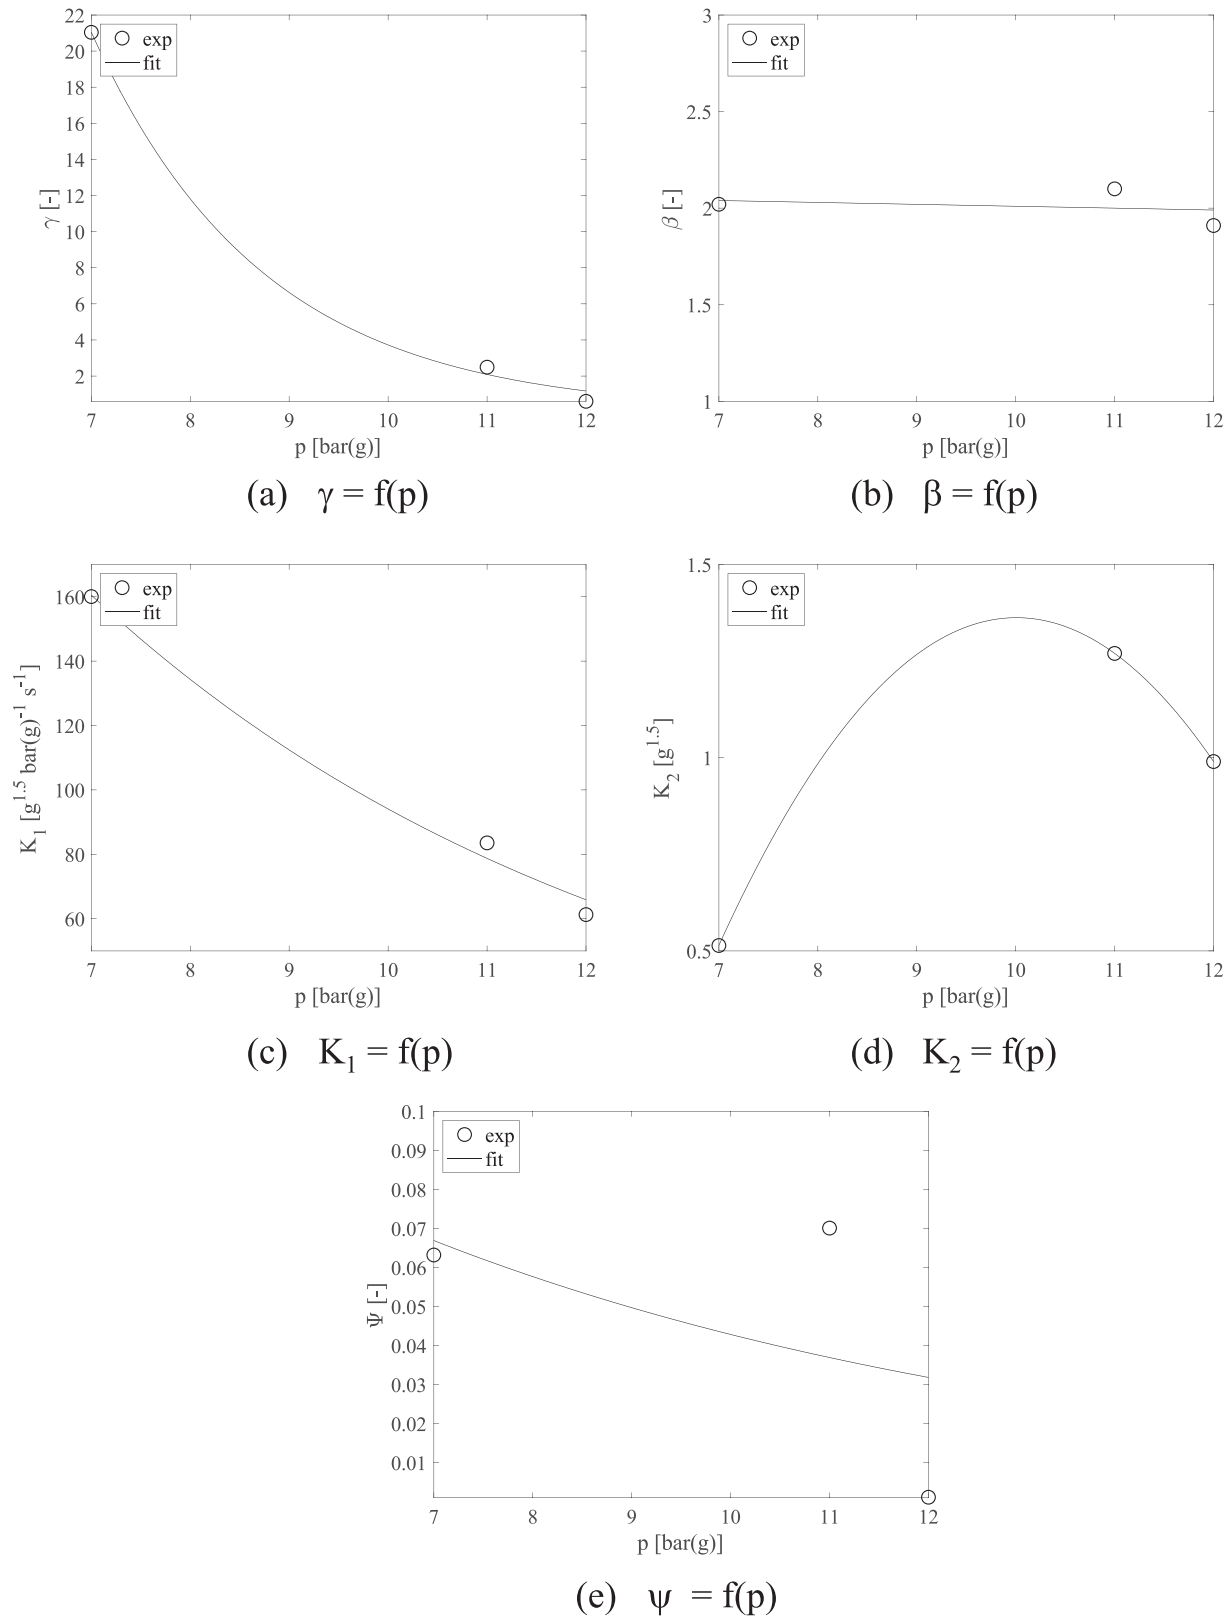 22
20
18
16
14
12
10
8
6
4
2
γ [-]
exp
fit
7 8 9 10 11 12
p [bar(g)]
(a) γ = f(p)
3
2.5
2
1.5
1
β [-]
exp
fit
7 8 9 10 11 12
p [bar(g)]
(b) β = f(p)
160
140
120
100
80
60
K₁ [g¹·⁵ bar(g)⁻¹ s⁻¹]
exp
fit
7 8 9 10 11 12
p [bar(g)]
(c) K₁ = f(p)
1.5
1
0.5
K₂ [g¹·⁵]
exp
fit
7 8 9 10 11 12
p [bar(g)]
(d) K₂ = f(p)
0.1
0.09
0.08
0.07
0.06
0.05
0.04
0.03
0.02
0.01
Ψ [-]
exp
fit
7 8 9 10 11 12
p [bar(g)]
(e) ψ = f(p)